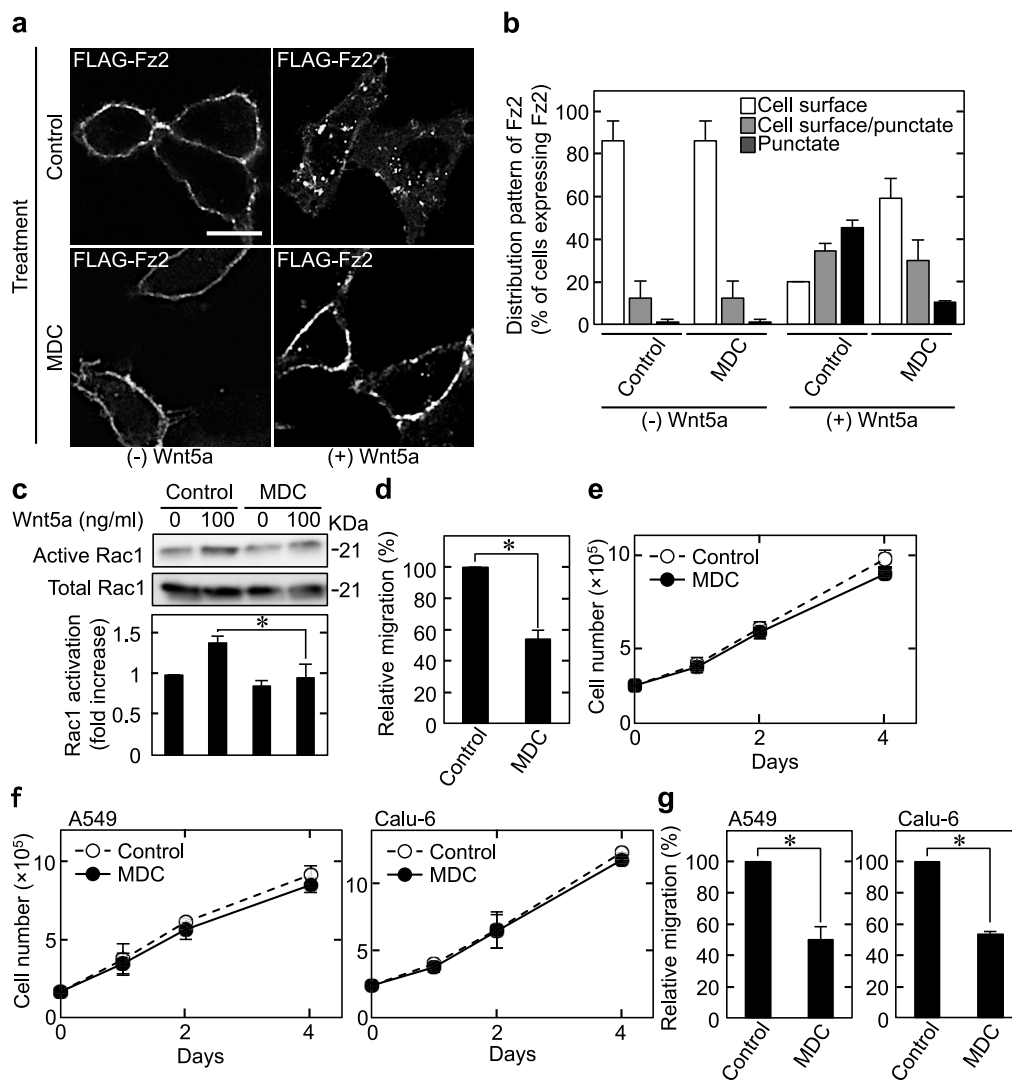 a
Treatment
Control
MDC
FLAG-Fz2
FLAG-Fz2
FLAG-Fz2
FLAG-Fz2
(-) Wnt5a
(+) Wnt5a
b
Distribution pattern of Fz2
(% of cells expressing Fz2)
100
80
60
40
20
0
Cell surface
Cell surface/punctate
Punctate
Control
MDC
Control
MDC
(-) Wnt5a
(+) Wnt5a
c
Control
MDC
Wnt5a (ng/ml)
0
100
0
100
KDa
Active Rac1
-21
Total Rac1
-21
Rac1 activation
(fold increase)
1.5
1
0.5
0
*
d
Relative migration (%)
100
80
60
40
20
0
*
Control
MDC
e
Cell number (×10⁵)
10
5
0
Control
MDC
0
2
4
Days
f
A549
Cell number (×10⁵)
10
5
0
Control
MDC
0
2
4
Days
Calu-6
10
5
0
Control
MDC
0
2
4
Days
g
A549
Relative migration (%)
100
80
60
40
20
0
*
Control
MDC
Calu-6
100
80
60
40
20
0
*
Control
MDC